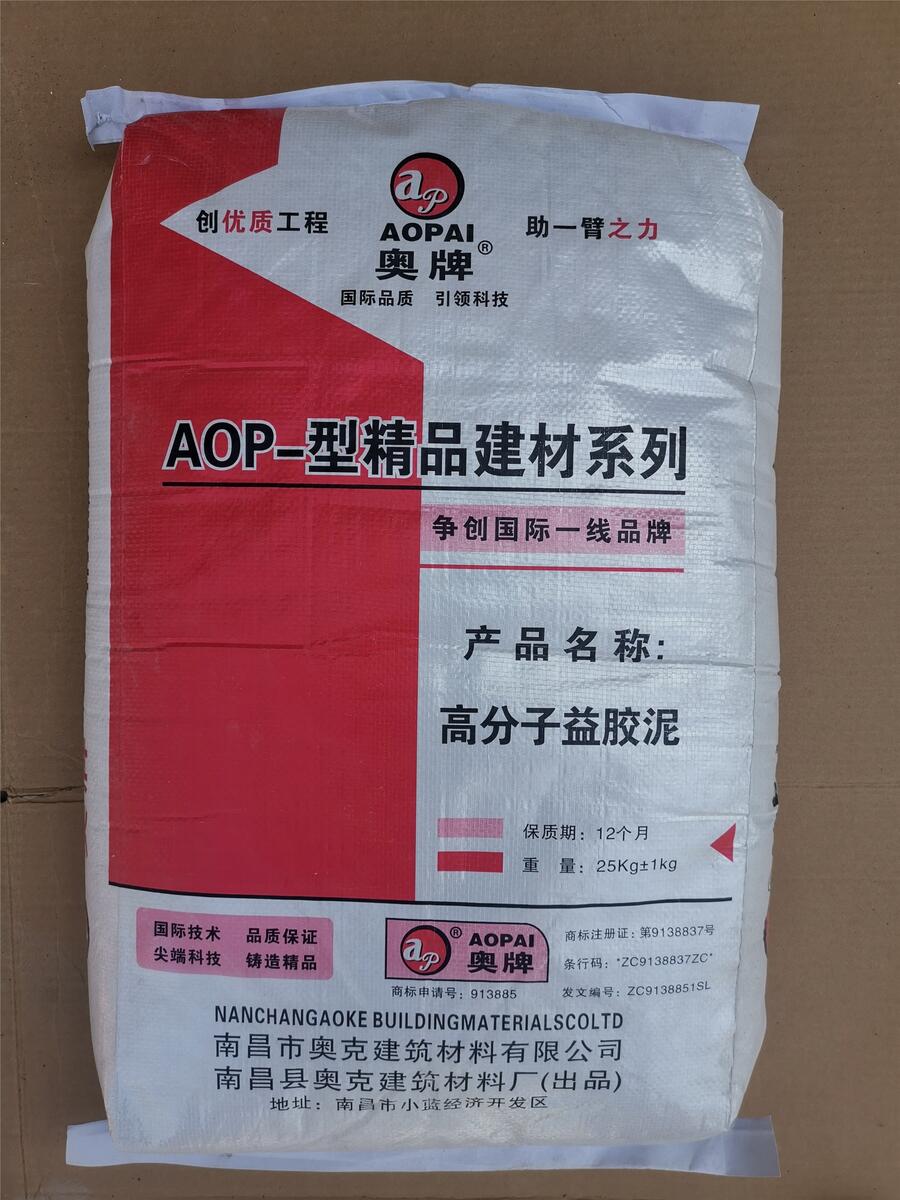 ap
创优质工程
AOPAI
奥牌®
助一臂之力
国际品质 引领科技
AOP-型精品建材系列
争创国际一线品牌
产品名称:
高分子益胶泥
保质期：12个月
重 量：25Kg±1kg
国际技术 品质保证
尖端科技 铸造精品
ap® AOPAI
奥牌
商标申请号：913885
商标注册证：第9138837号
条行码：*ZC9138837ZC*
发文编号：ZC9138851SL
NANCHANGAOKE BUILDINGMATERIALSCOLTD
南昌市奥克建筑材料有限公司
南昌县奥克建筑材料厂(出品)
地址：南昌市小蓝经济开发区